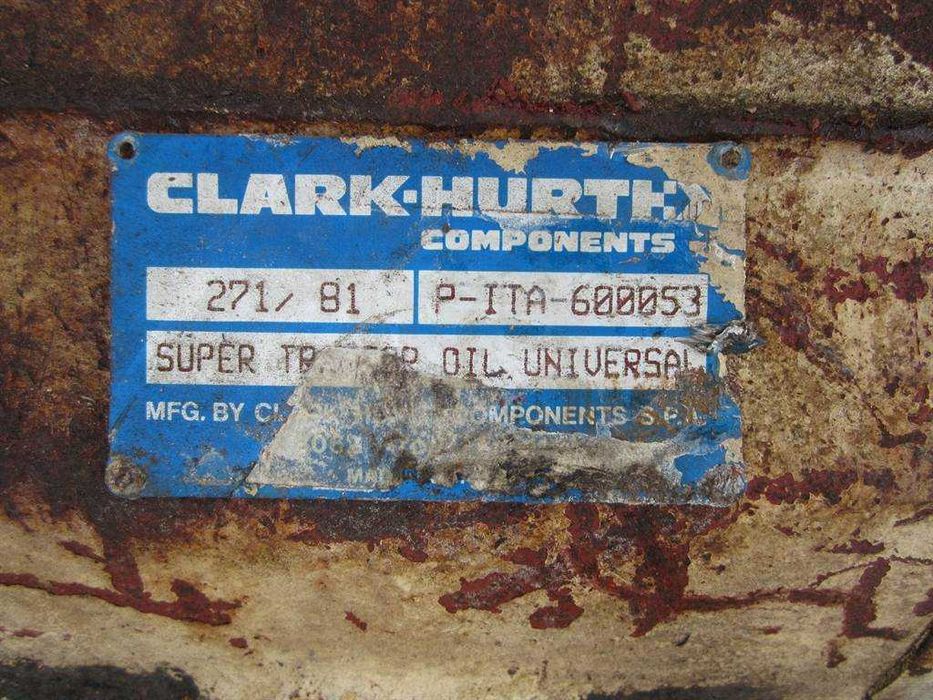 CLARK-HURTH
COMPONENTS
271/ 81 P-ITA-600053
SUPER OIL UNIVERSAL
MFG. BY COMPONENTS